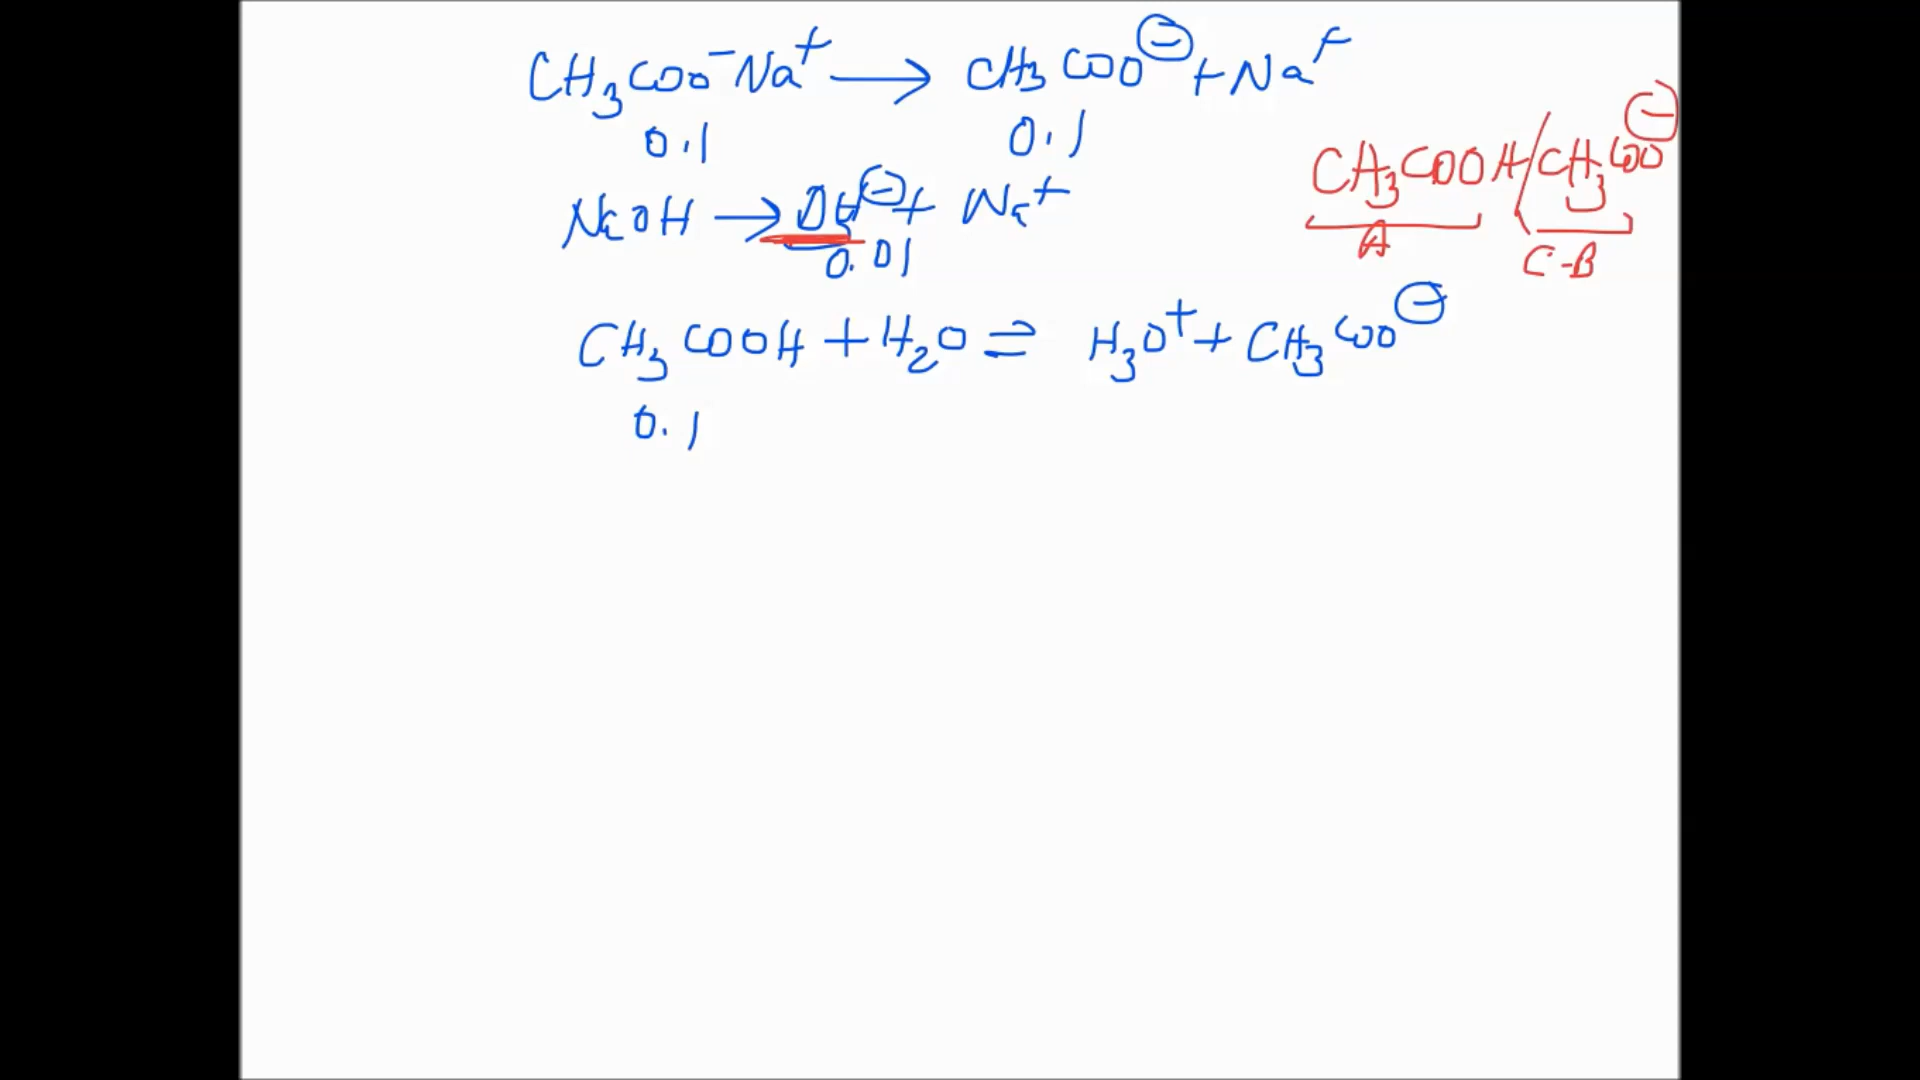 CH₃COO⁻Na⁺ → CH₃COO⊖ + Na⁺
0.1 0.1
CH₃COOH/CH₃COO⊖
NaOH → OH⊖ + Na⁺
0.01
A C-B
CH₃COOH + H₂O ⇌ H₃O⁺ + CH₃COO⊖
0.1